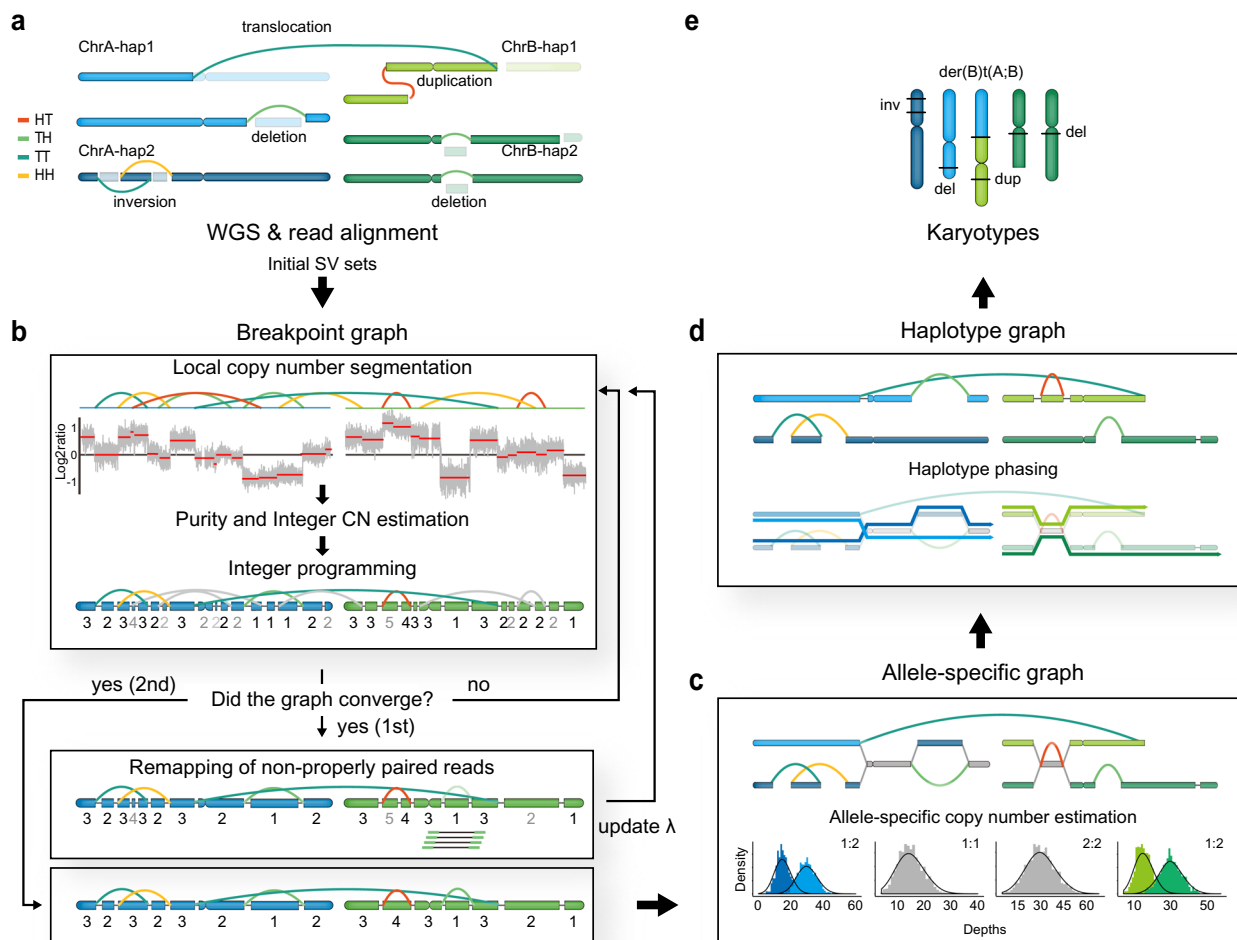 a
translocation
ChrA-hap1
ChrB-hap1
duplication
HT
TH
TT
HH
deletion
ChrA-hap2
ChrB-hap2
inversion
deletion
WGS & read alignment
Initial SV sets
b
Breakpoint graph
Local copy number segmentation
Log2ratio
1
0
-1
Purity and Integer CN estimation
Integer programming
3 2 3 4 3 2 2 3 2 2 2 2 1 1 1 2 2 3 3 5 4 3 3 1 3 2 2 2 2 2 1
yes (2nd)
Did the graph converge?
no
yes (1st)
Remapping of non-properly paired reads
3 2 3 4 3 2 3 2 1 2 3 5 4 3 1 3 2 1
update λ
3 2 3 2 3 2 1 2 3 4 3 1 3 2 1
e
der(B)t(A;B)
inv
del
del
dup
Karyotypes
d
Haplotype graph
Haplotype phasing
Allele-specific graph
c
Allele-specific copy number estimation
Density
1:2
1:1
2:2
1:2
0 20 40 60
10 20 30 40
15 30 45 60
10 30 50
Depths